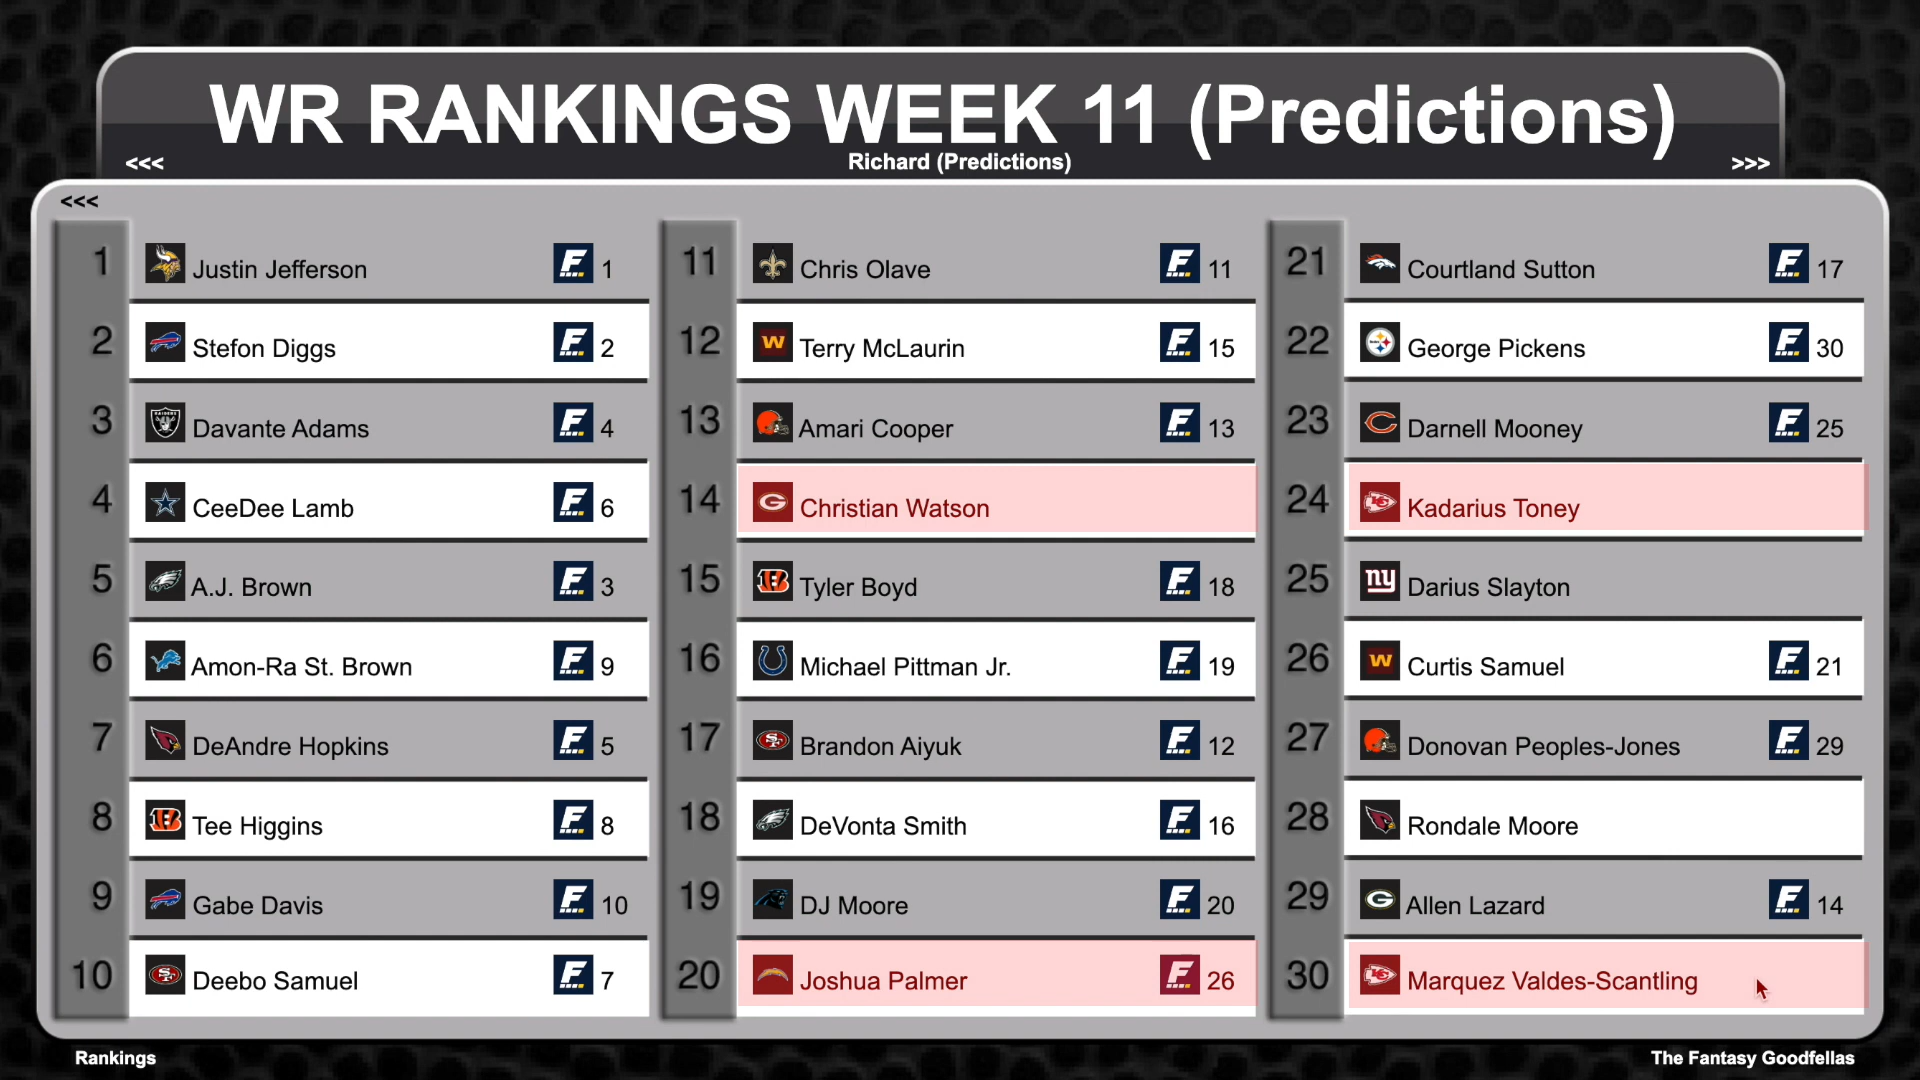 WR RANKINGS WEEK 11 (Predictions)
<<< Richard (Predictions) >>>
<<<
1 Justin Jefferson F 1
2 Stefon Diggs F 2
3 RAIDERS Davante Adams F 4
4 CeeDee Lamb F 6
5 A.J. Brown F 3
6 Amon-Ra St. Brown F 9
7 DeAndre Hopkins F 5
8 B Tee Higgins F 8
9 Gabe Davis F 10
10 SF Deebo Samuel F 7
11 Chris Olave F 11
12 W Terry McLaurin F 15
13 Amari Cooper F 13
14 G Christian Watson
15 B Tyler Boyd F 18
16 Michael Pittman Jr. F 19
17 SF Brandon Aiyuk F 12
18 DeVonta Smith F 16
19 DJ Moore F 20
20 Joshua Palmer F 26
21 Courtland Sutton F 17
22 George Pickens F 30
23 C Darnell Mooney F 25
24 KC Kadarius Toney
25 ny Darius Slayton
26 W Curtis Samuel F 21
27 Donovan Peoples-Jones F 29
28 Rondale Moore
29 G Allen Lazard F 14
30 KC Marquez Valdes-Scantling
Rankings
The Fantasy Goodfellas